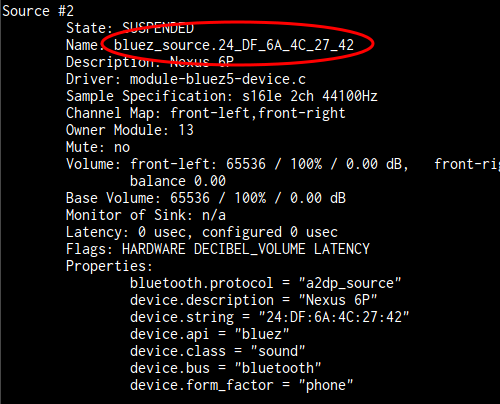 Source #2
State: SUSPENDED
Name: bluez_source.24_DF_6A_4C_27_42
Description: Nexus 6P
Driver: module-bluez5-device.c
Sample Specification: s16le 2ch 44100Hz
Channel Map: front-left,front-right
Owner Module: 13
Mute: no
Volume: front-left: 65536 / 100% / 0.00 dB,   front-ri
balance 0.00
Base Volume: 65536 / 100% / 0.00 dB
Monitor of Sink: n/a
Latency: 0 usec, configured 0 usec
Flags: HARDWARE DECIBEL_VOLUME LATENCY
Properties:
bluetooth.protocol = "a2dp_source"
device.description = "Nexus 6P"
device.string = "24:DF:6A:4C:27:42"
device.api = "bluez"
device.class = "sound"
device.bus = "bluetooth"
device.form_factor = "phone"